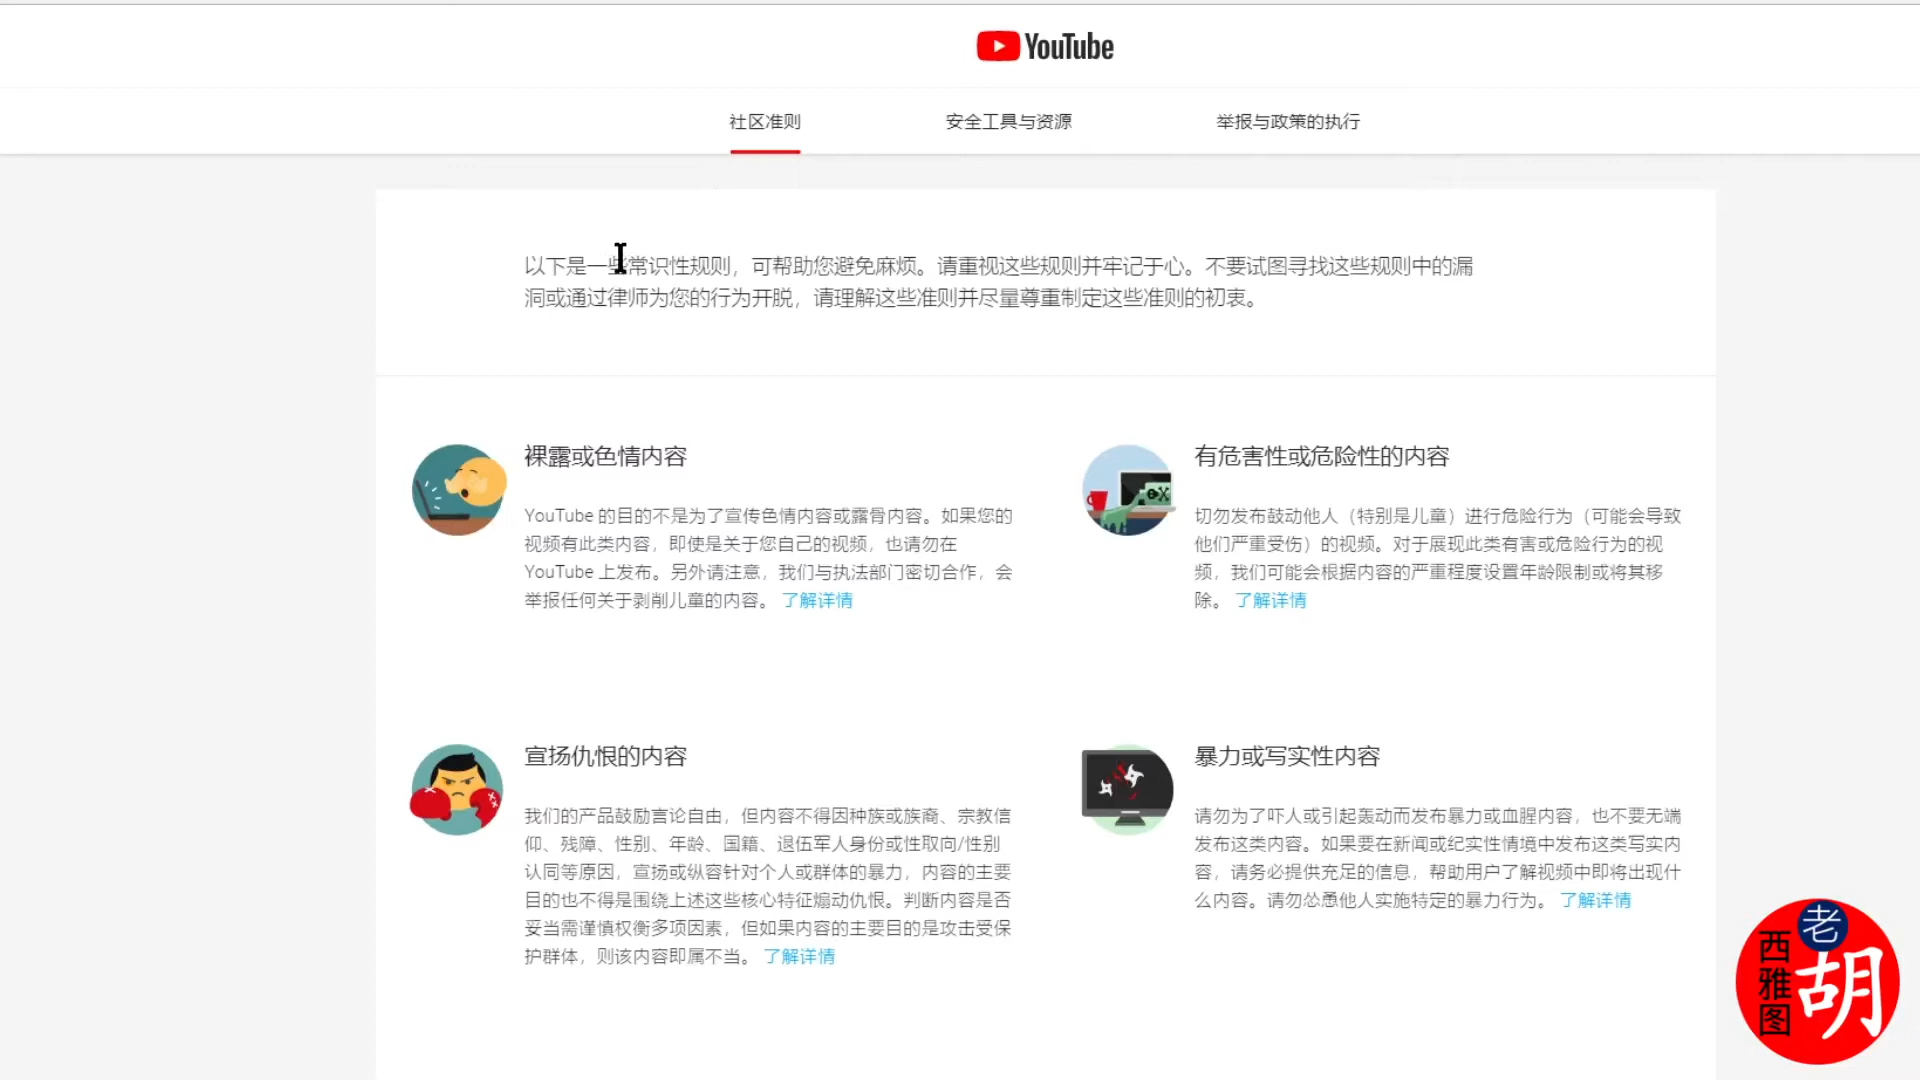 YouTube
社区准则
安全工具与资源
举报与政策的执行
以下是一些常识性规则，可帮助您避免麻烦。请重视这些规则并牢记于心。不要试图寻找这些规则中的漏
洞或通过律师为您的行为开脱，请理解这些准则并尽量尊重制定这些准则的初衷。
裸露或色情内容
YouTube 的目的不是为了宣传色情内容或露骨内容。如果您的
视频有此类内容，即使是关于您自己的视频，也请勿在
YouTube 上发布。另外请注意，我们与执法部门密切合作，会
举报任何关于剥削儿童的内容。 了解详情
有危害性或危险性的内容
切勿发布鼓动他人（特别是儿童）进行危险行为（可能会导致
他们严重受伤）的视频。对于展现此类有害或危险行为的视
频，我们可能会根据内容的严重程度设置年龄限制或将其移
除。 了解详情
宣扬仇恨的内容
我们的产品鼓励言论自由，但内容不得因种族或族裔、宗教信
仰、残障、性别、年龄、国籍、退伍军人身份或性取向/性别
认同等原因，宣扬或纵容针对个人或群体的暴力，内容的主要
目的也不得是围绕上述这些核心特征煽动仇恨。判断内容是否
妥当需谨慎权衡多项因素，但如果内容的主要目的是攻击受保
护群体，则该内容即属不当。 了解详情
暴力或写实性内容
请勿为了吓人或引起轰动而发布暴力或血腥内容，也不要无端
发布这类内容。如果要在新闻或纪实性情境中发布这类写实内
容，请务必提供充足的信息，帮助用户了解视频中即将出现什
么内容。请勿怂恿他人实施特定的暴力行为。 了解详情
西雅图
老胡